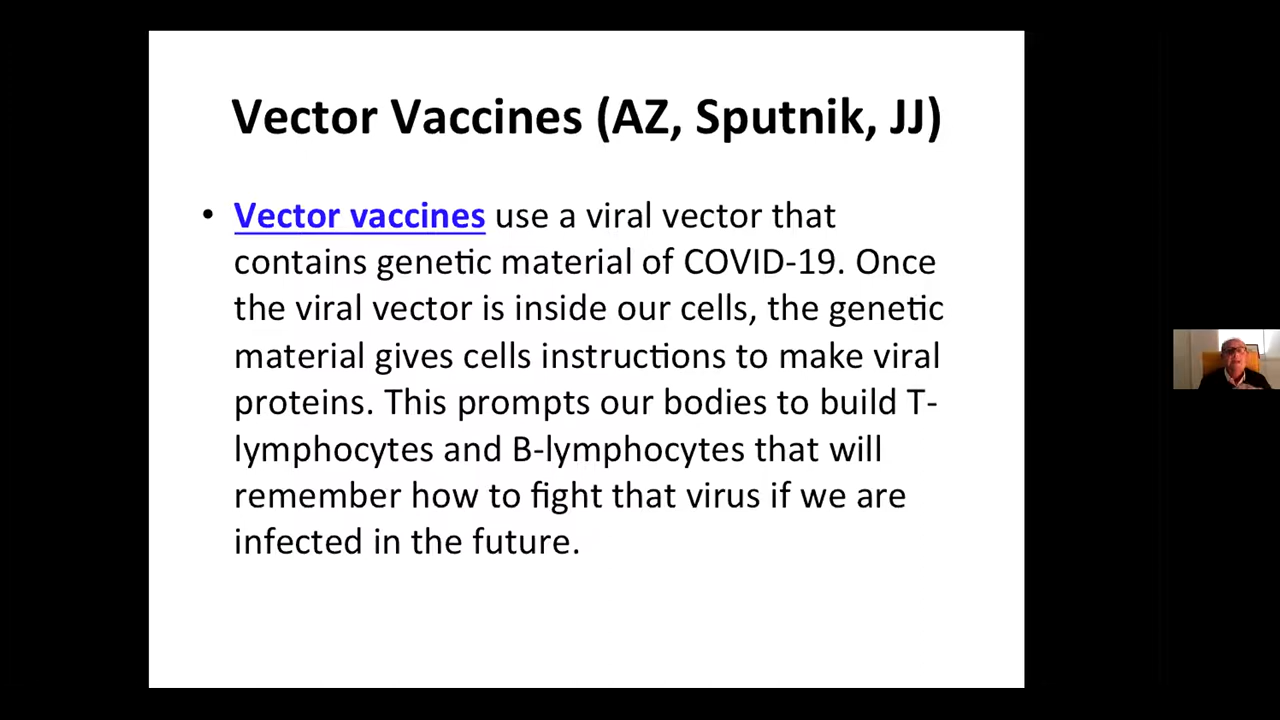 Vector Vaccines (AZ, Sputnik, JJ)
• Vector vaccines use a viral vector that
contains genetic material of COVID-19. Once
the viral vector is inside our cells, the genetic
material gives cells instructions to make viral
proteins. This prompts our bodies to build T-
lymphocytes and B-lymphocytes that will
remember how to fight that virus if we are
infected in the future.